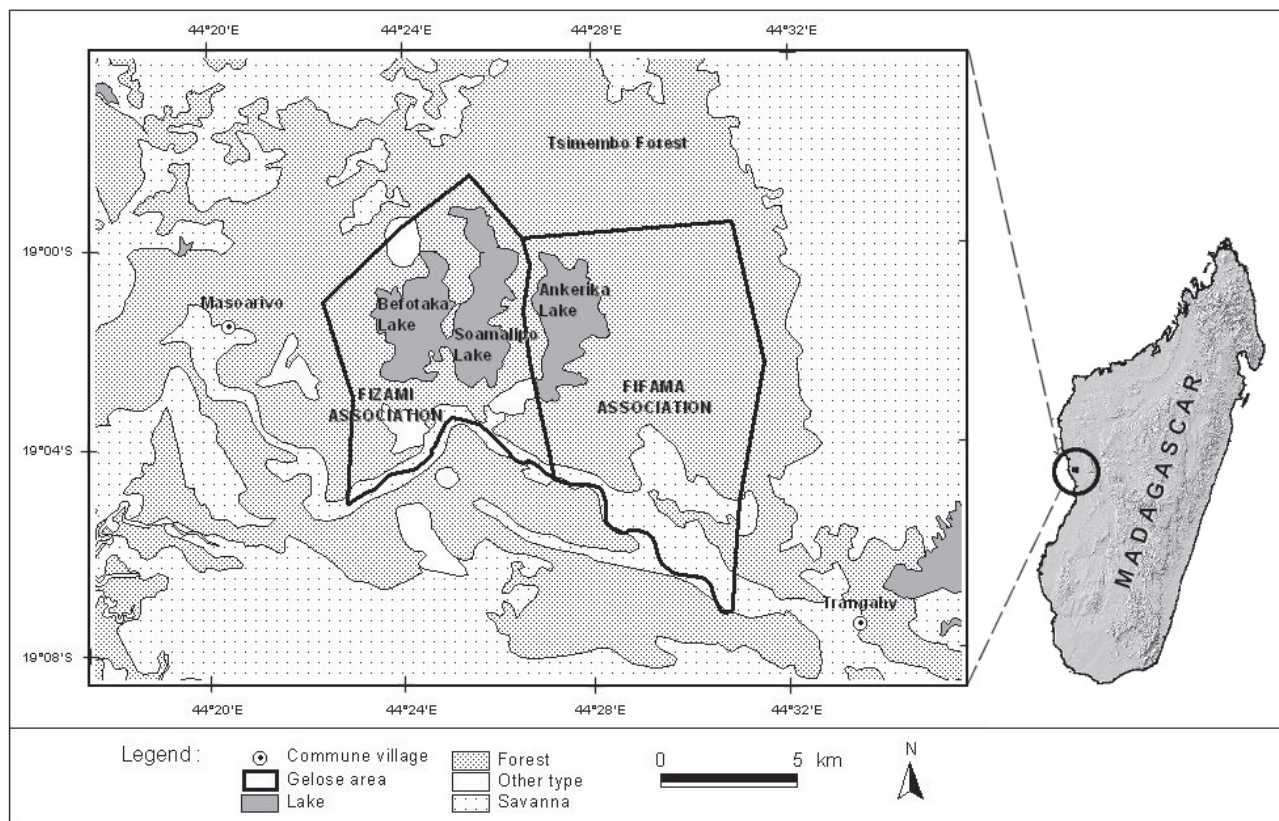 44°20'E 44°24'E 44°28'E 44°32'E
Tsimembo Forest
19°00'S
Masoarivo
Befotaka
Lake
Soamalipo
Lake
Ankerika
Lake
FIZAMI
ASSOCIATION
FIFAMA
ASSOCIATION
19°04'S
Trangahy
19°08'S
44°20'E 44°24'E 44°28'E 44°32'E
MADAGASCAR
Legend :
Commune village
Gelose area
Lake
Forest
Other type
Savanna
0 5 km
N